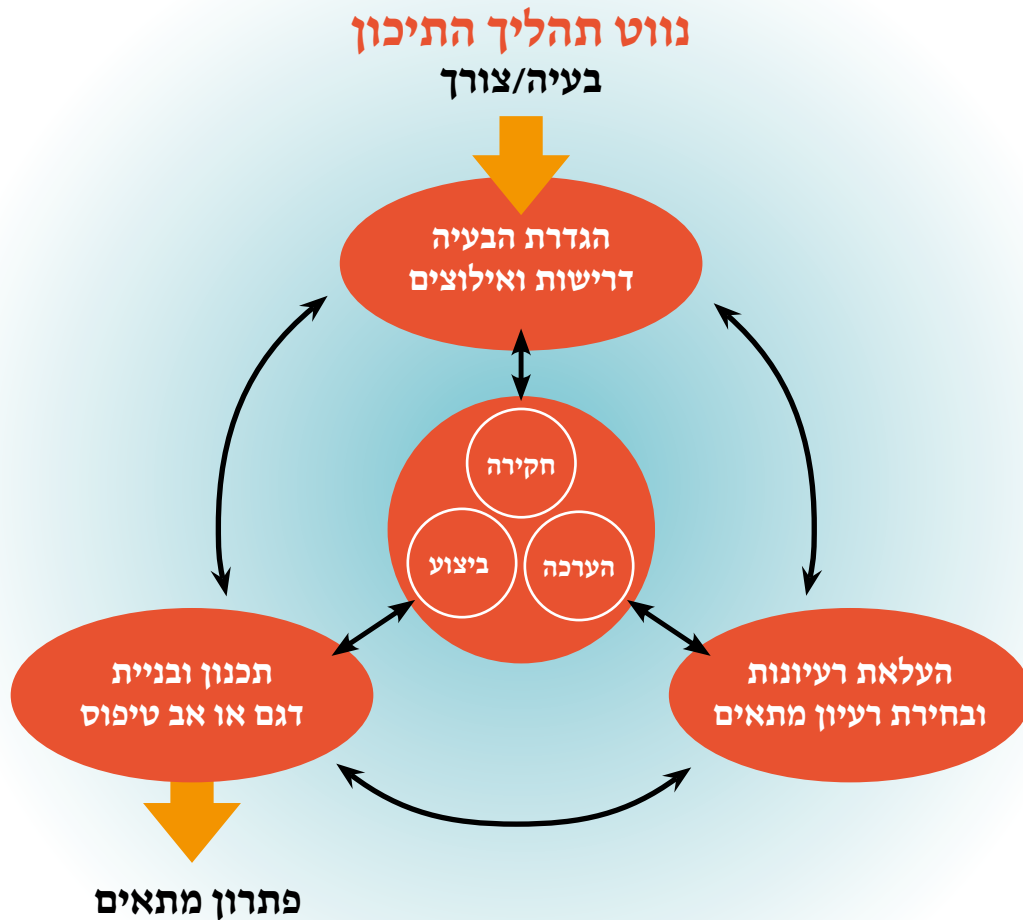 נווט תהליך התיכון
בעיה/צורך
הגדרת הבעיה
דרישות ואילוצים
חקירה
הערכה
ביצוע
העלאת רעיונות
ובחירת רעיון מתאים
תכנון ובניית
דגם או אב טיפוס
פתרון מתאים